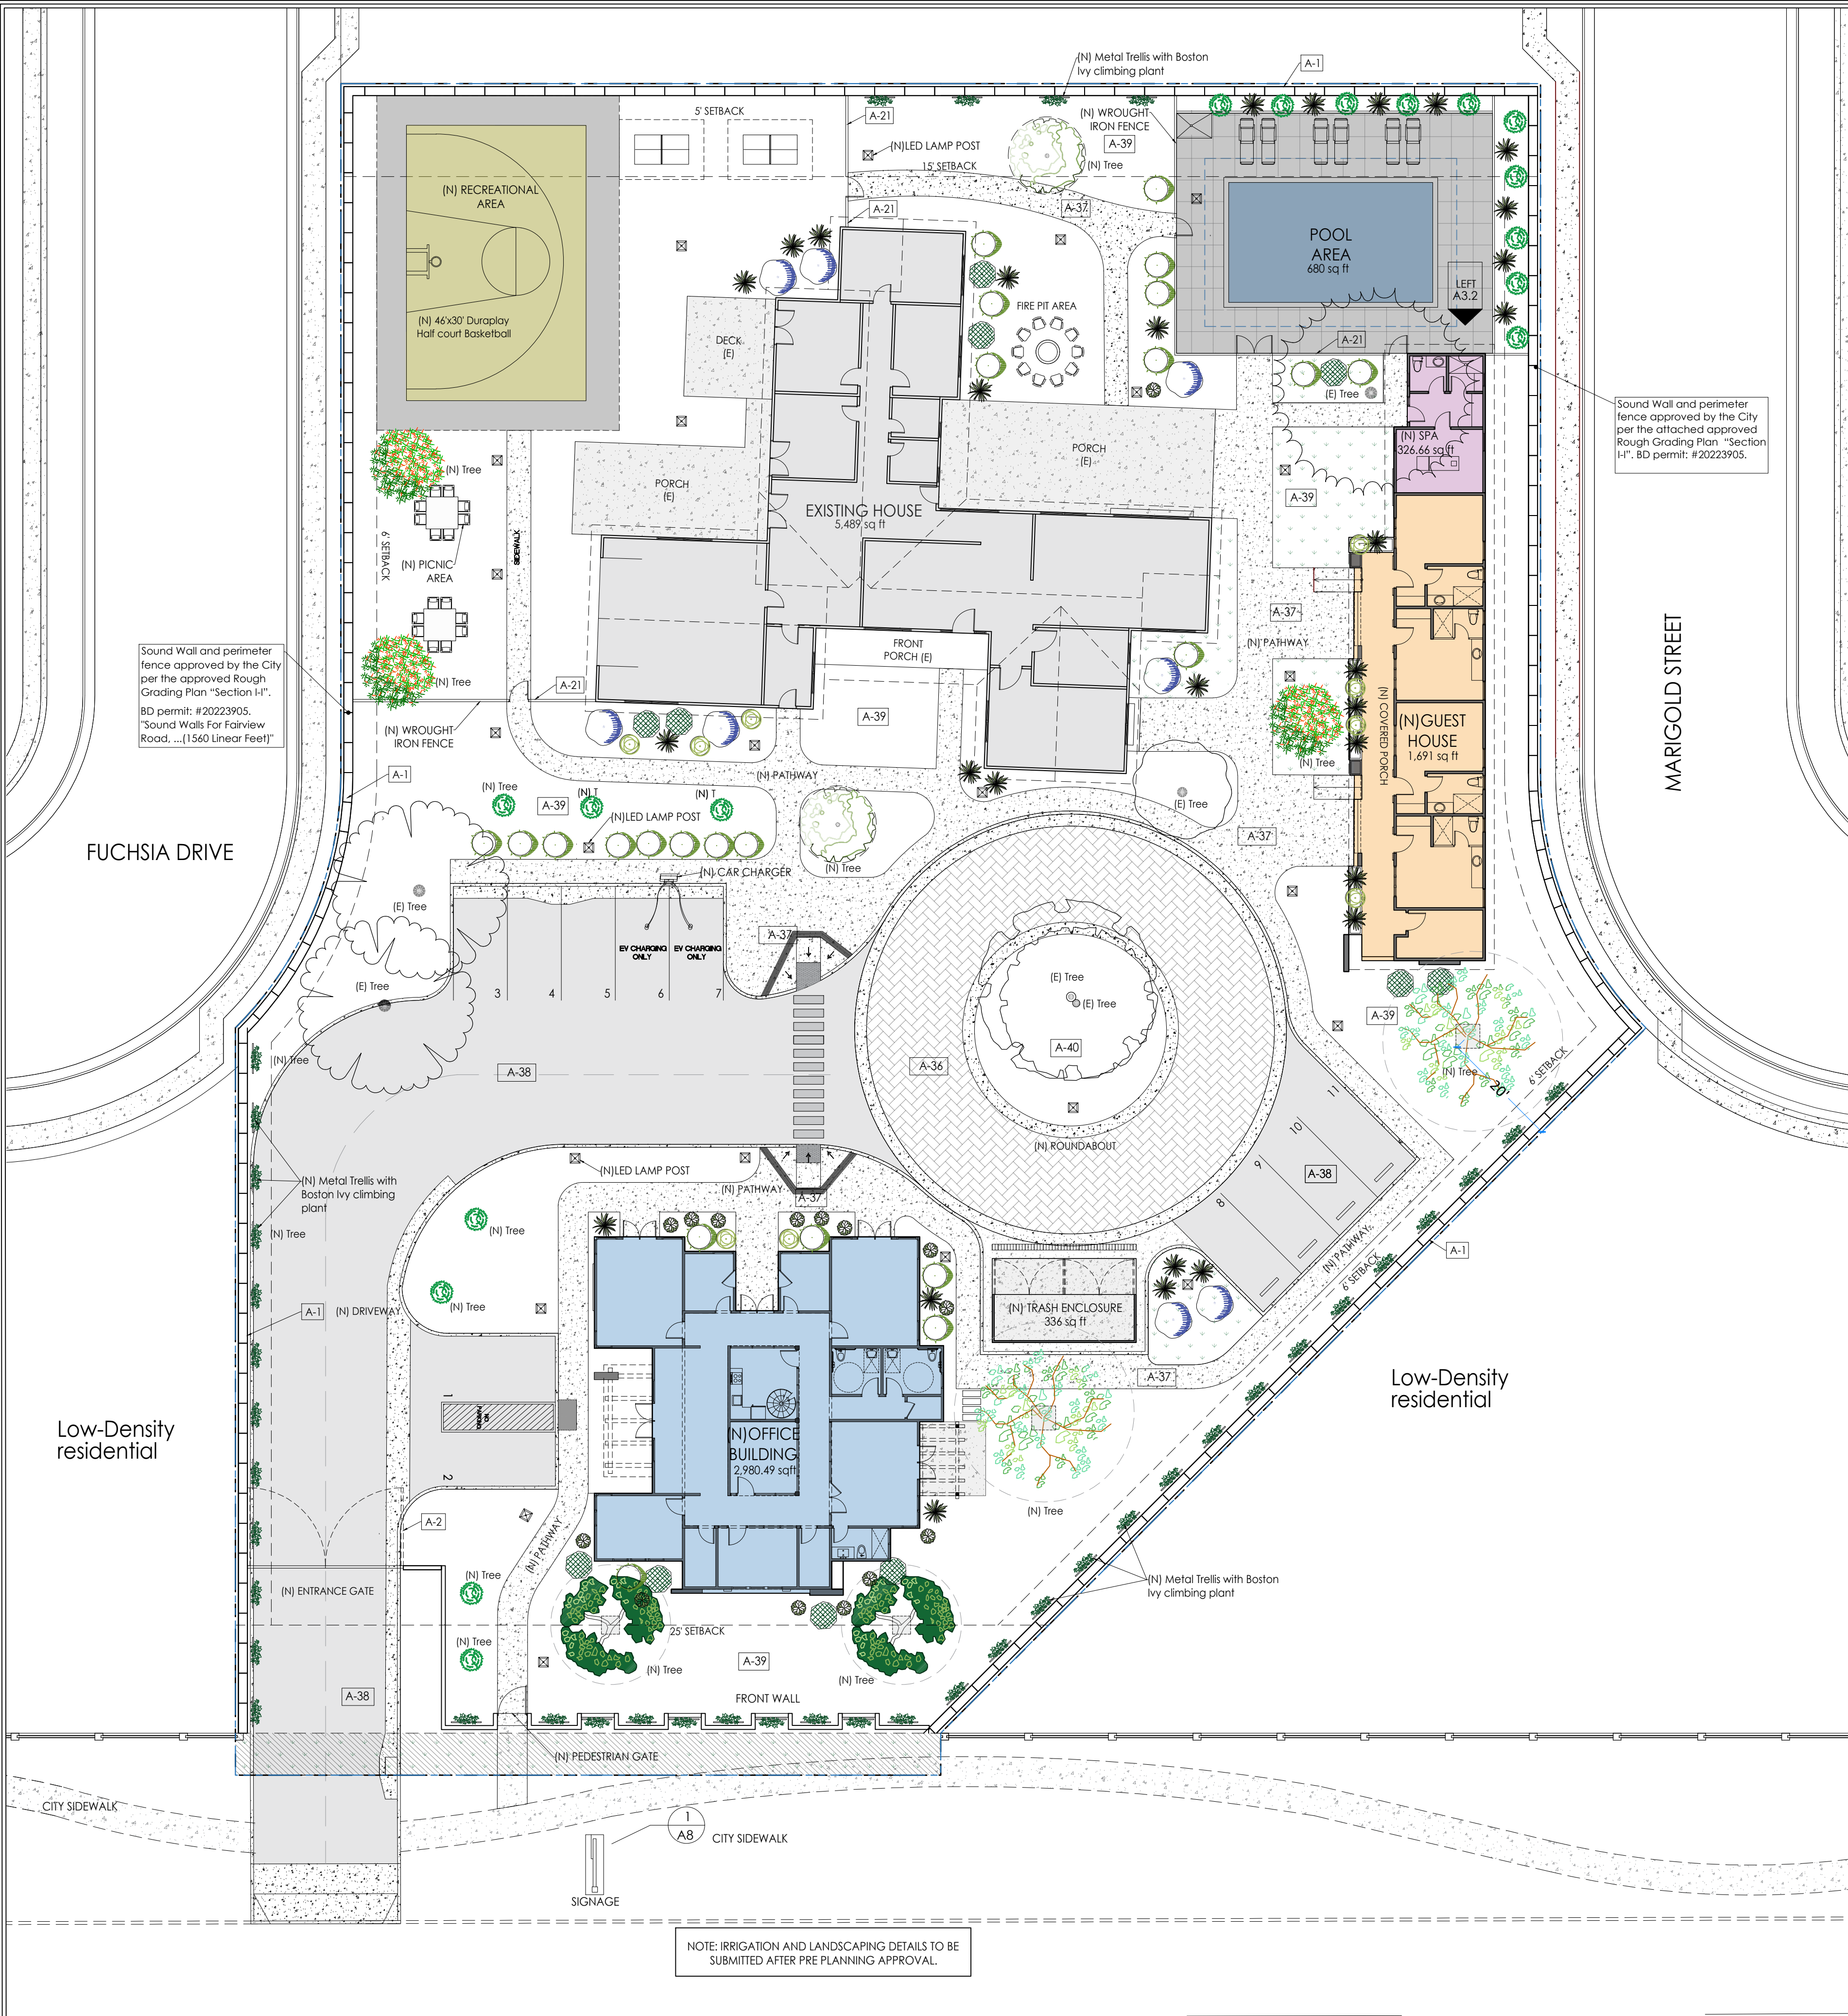 (N) Metal Trellis with Boston
Ivy climbing plant
A-1
5' SETBACK
A-21
(N) WROUGHT
IRON FENCE
A-39
(N)LED LAMP POST
15' SETBACK
(N) Tree
(N) RECREATIONAL
AREA
A-21
A-37
POOL
AREA
680 sq ft
LEFT
A3.2
FIRE PIT AREA
(N) 46'x30' Duraplay
Half court Basketball
DECK
(E)
A-21
(E) Tree
Sound Wall and perimeter
fence approved by the City
per the attached approved
Rough Grading Plan "Section
I-I". BD permit: #20223905.
(N) SPA
326.66 sq ft
PORCH
(E)
(N) Tree
PORCH
(E)
A-39
EXISTING HOUSE
5,489 sq ft
6' SETBACK
SIDEWALK
(N) PICNIC
AREA
A-37
(N) PATHWAY
FRONT
PORCH (E)
Sound Wall and perimeter
fence approved by the City
per the approved Rough
Grading Plan "Section I-I".
BD permit: #20223905.
"Sound Walls For Fairview
Road, ...(1560 Linear Feet)"
(N) Tree
A-21
(N) WROUGHT
IRON FENCE
A-39
(N) COVERED PORCH
(N)GUEST
HOUSE
1,691 sq ft
(N) Tree
MARIGOLD STREET
A-1
(N) PATHWAY
(N) Tree
A-39
(N) T
(N) T
(N)LED LAMP POST
(E) Tree
A-37
FUCHSIA DRIVE
(N) CAR CHARGER
(N) Tree
(E) Tree
EV CHARGING
ONLY
EV CHARGING
ONLY
A-37
(E) Tree
3
4
5
6
7
(E) Tree
(E) Tree
A-39
A-40
(N) Tree
A-38
A-36
(N) Tree
20'
6' SETBACK
(N) ROUNDABOUT
11
10
9
8
A-38
(N)LED LAMP POST
(N) Metal Trellis with
Boston Ivy climbing
plant
(N) PATHWAY
A-37
(N) Tree
(N) Tree
(N) PATHWAY
6' SETBACK
A-1
A-1
(N) DRIVEWAY
(N) Tree
(N) TRASH ENCLOSURE
336 sq ft
A-37
Low-Density
residential
Low-Density
residential
1
NO
PARKING
2
(N)OFFICE
BUILDING
2,980.49 sqft
(N) Tree
A-2
(N) PATHWAY
(N) ENTRANCE GATE
(N) Tree
(N) Metal Trellis with Boston
Ivy climbing plant
(N) Tree
25' SETBACK
(N) Tree
A-39
(N) Tree
A-38
FRONT WALL
(N) PEDESTRIAN GATE
CITY SIDEWALK
1
A8
CITY SIDEWALK
SIGNAGE
NOTE: IRRIGATION AND LANDSCAPING DETAILS TO BE
SUBMITTED AFTER PRE PLANNING APPROVAL.